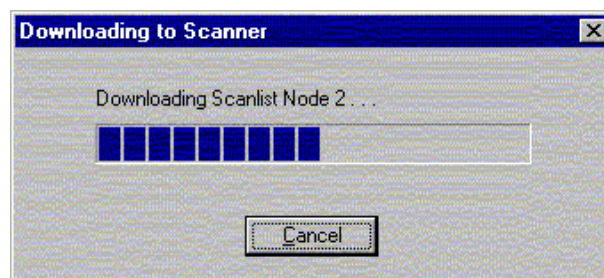 Downloading to Scanner
Downloading Scanlist Node 2 . . .
Cancel